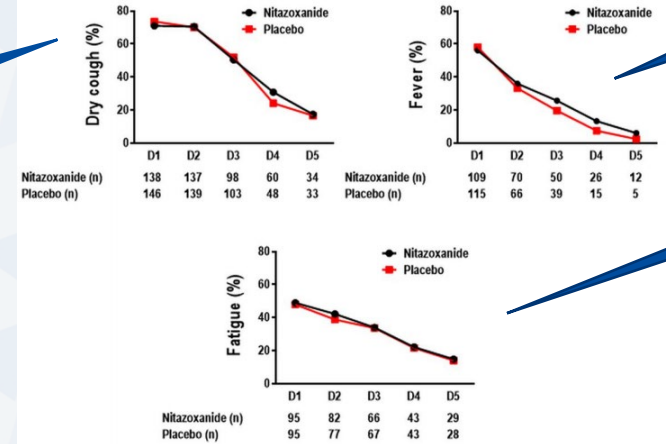 Dry cough (%)
80
60
40
20
0
Nitazoxanide
Placebo
D1 D2 D3 D4 D5
Nitazoxanide (n) 138 137 98 60 34
Placebo (n) 146 139 103 48 33
Fever (%)
80
60
40
20
0
Nitazoxanide
Placebo
D1 D2 D3 D4 D5
Nitazoxanide (n) 109 70 50 26 12
Placebo (n) 115 66 39 15 5
Fatigue (%)
80
60
40
20
0
Nitazoxanide
Placebo
D1 D2 D3 D4 D5
Nitazoxanide (n) 95 82 66 43 29
Placebo (n) 95 77 67 43 28